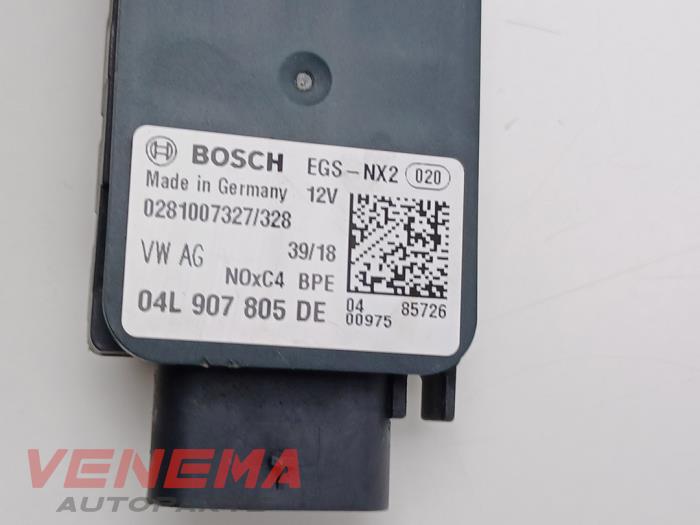 BOSCH EGS-NX2 020
Made in Germany 12V
0281007327/328
VW AG 39/18
NOxC4 BPE
04L 907 805 DE
04 85726
00975
VENEMA
AUTOPARTS